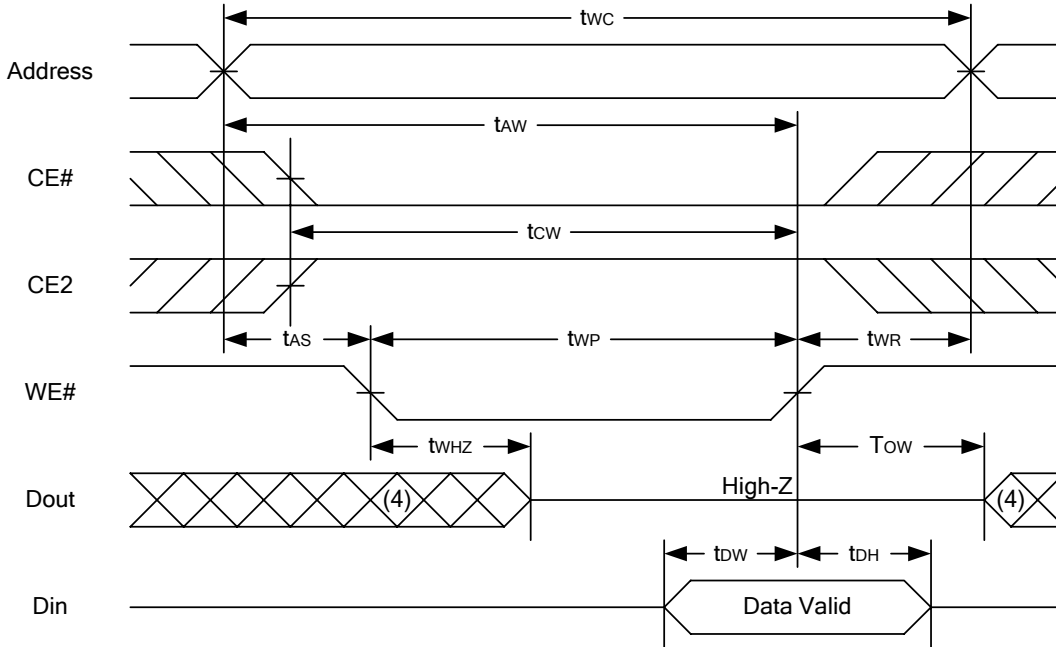 tWC
Address
tAW
CE#
tCW
CE2
tAS tWP tWR
WE#
tWHZ TOW
Dout (4) High-Z (4)
tDW tDH
Din Data Valid